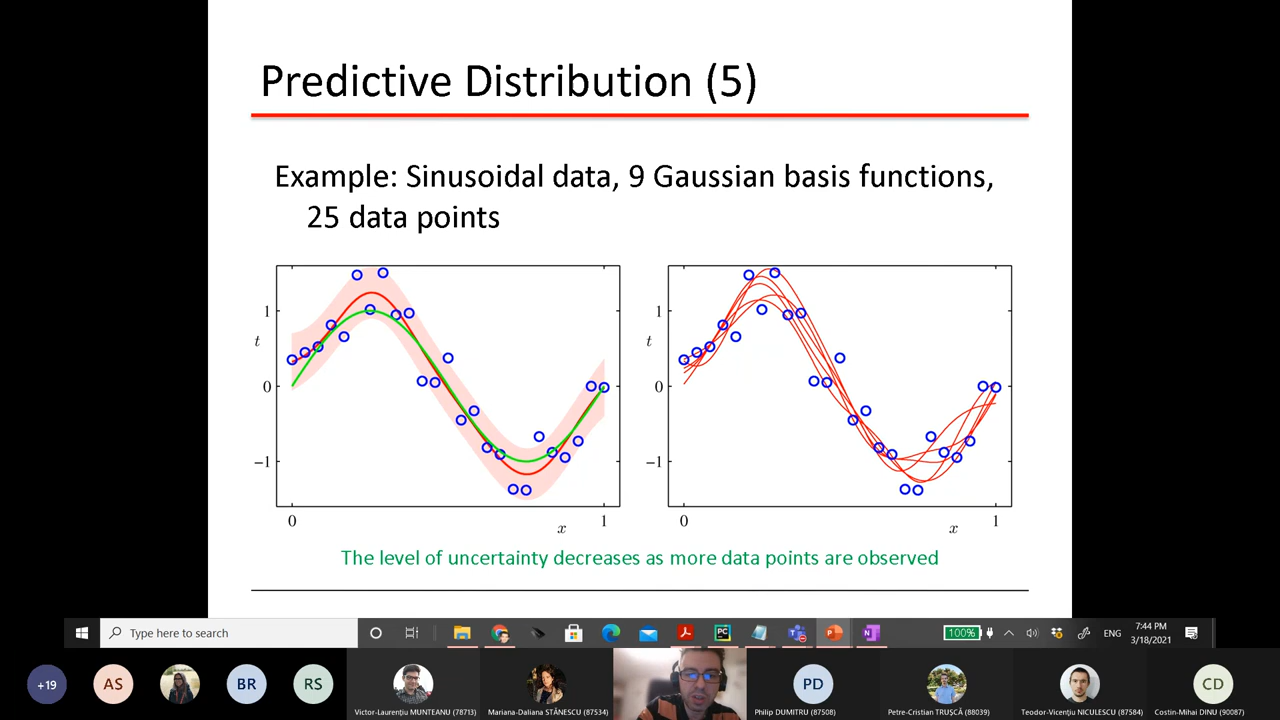 Predictive Distribution (5)
Example: Sinusoidal data, 9 Gaussian basis functions,
25 data points
1
t
0
−1
0
x
1
1
t
0
−1
0
x
1
The level of uncertainty decreases as more data points are observed
Type here to search
100%
ENG
7:44 PM
3/18/2021
+19
AS
BR
RS
PD
CD
Victor-Laurențiu MUNTEANU (78713)
Mariana-Daliana STĂNESCU (87534)
Philip DUMITRU (87508)
Petre-Cristian TRUȘCĂ (88039)
Teodor-Vicențiu NICULESCU (87584)
Costin-Mihai DINU (90087)